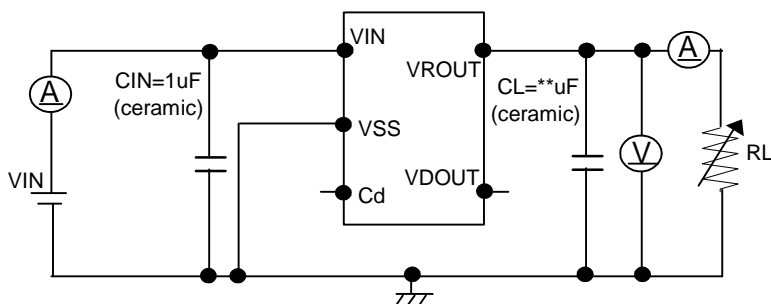 VIN
A
CIN=1uF
(ceramic)
VROUT
CL=**uF
(ceramic)
A
A
VSS
V
RL
VIN
Cd
VDOUT